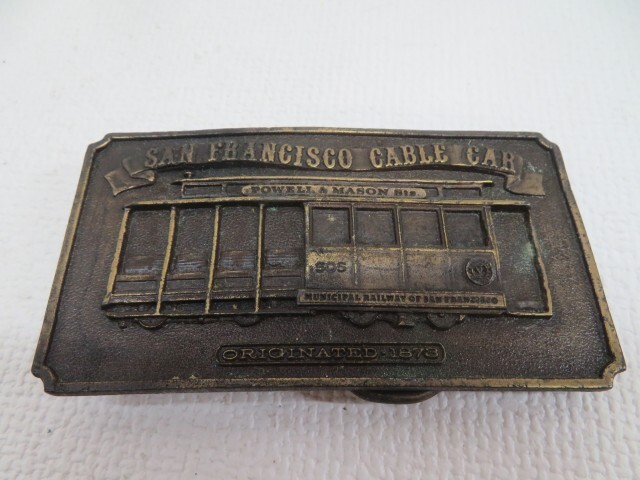 SAN FRANCISCO CABLE CAR
POWELL & MASON Sts
505
MUNICIPAL RAILWAY OF SAN FRANCISCO
ORIGINATED 1873